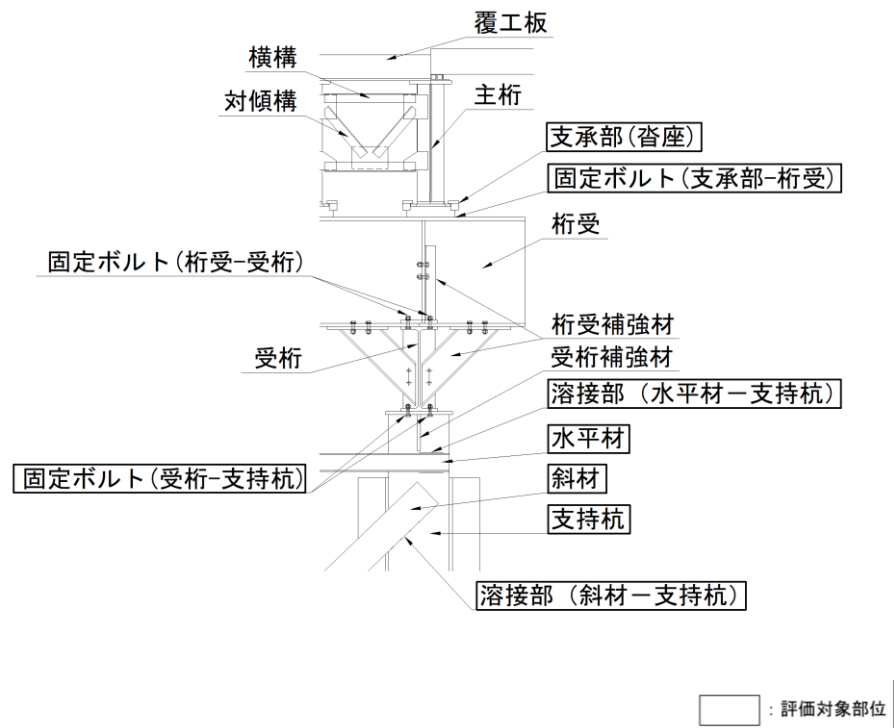 覆工板
横構
対傾構
主桁
支承部(沓座)
固定ボルト(支承部-桁受)
桁受
固定ボルト(桁受-受桁)
桁受補強材
受桁
受桁補強材
溶接部（水平材－支持杭)
水平材
固定ボルト(受桁-支持杭)
斜材
支持杭
溶接部（斜材－支持杭)
：評価対象部位